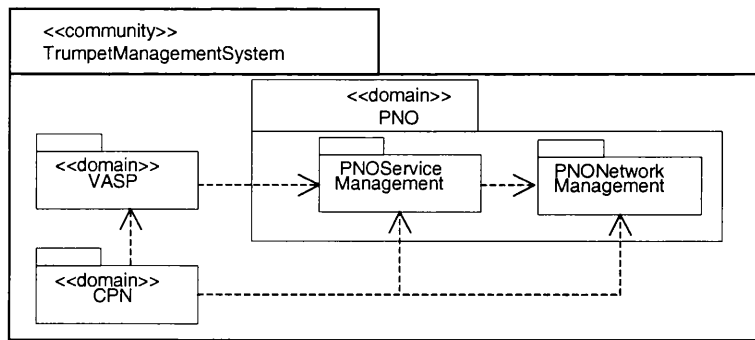 <<community>>
TrumpetManagementSystem
<<domain>>
PNO
<<domain>>
VASP
PNOService
Management
PNONetwork
Management
<<domain>>
CPN